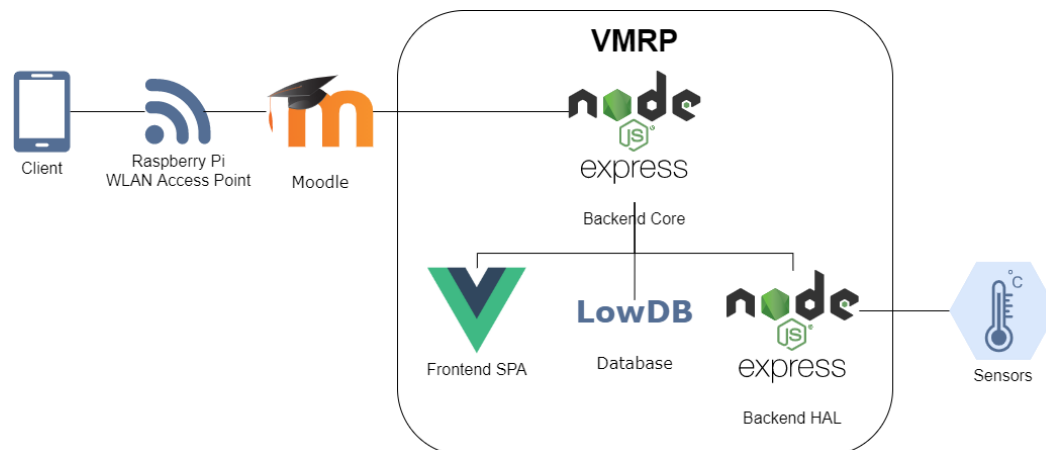 VMRP
node
JS
express
Backend Core
Client
Raspberry Pi
WLAN Access Point
m
Moodle
Frontend SPA
LowDB
Database
node
JS
express
Backend HAL
°C
Sensors